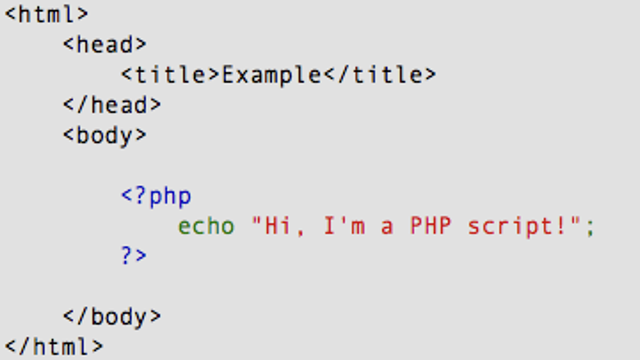 <html>
    <head>
        <title>Example</title>
    </head>
    <body>

        <?php
            echo "Hi, I'm a PHP script!";
        ?>

    </body>
</html>